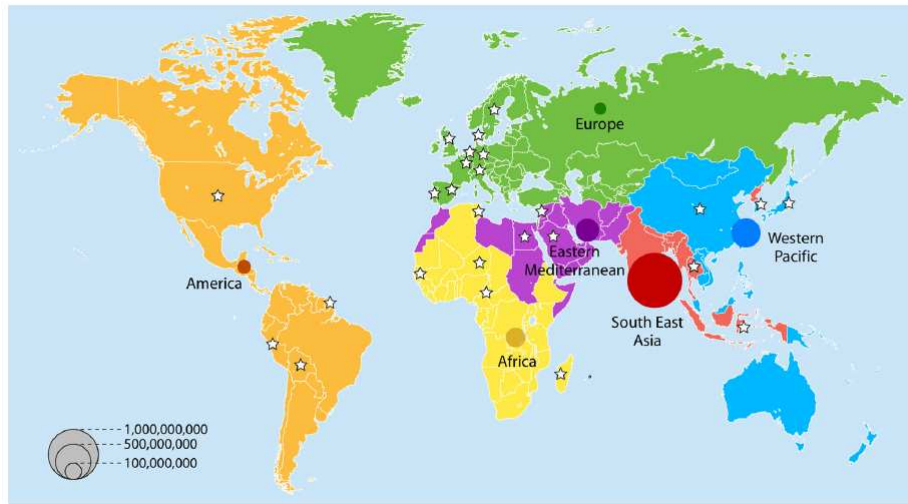 Europe
America
Eastern
Mediterranean
Western
Pacific
South East
Asia
Africa
1,000,000,000
500,000,000
100,000,000